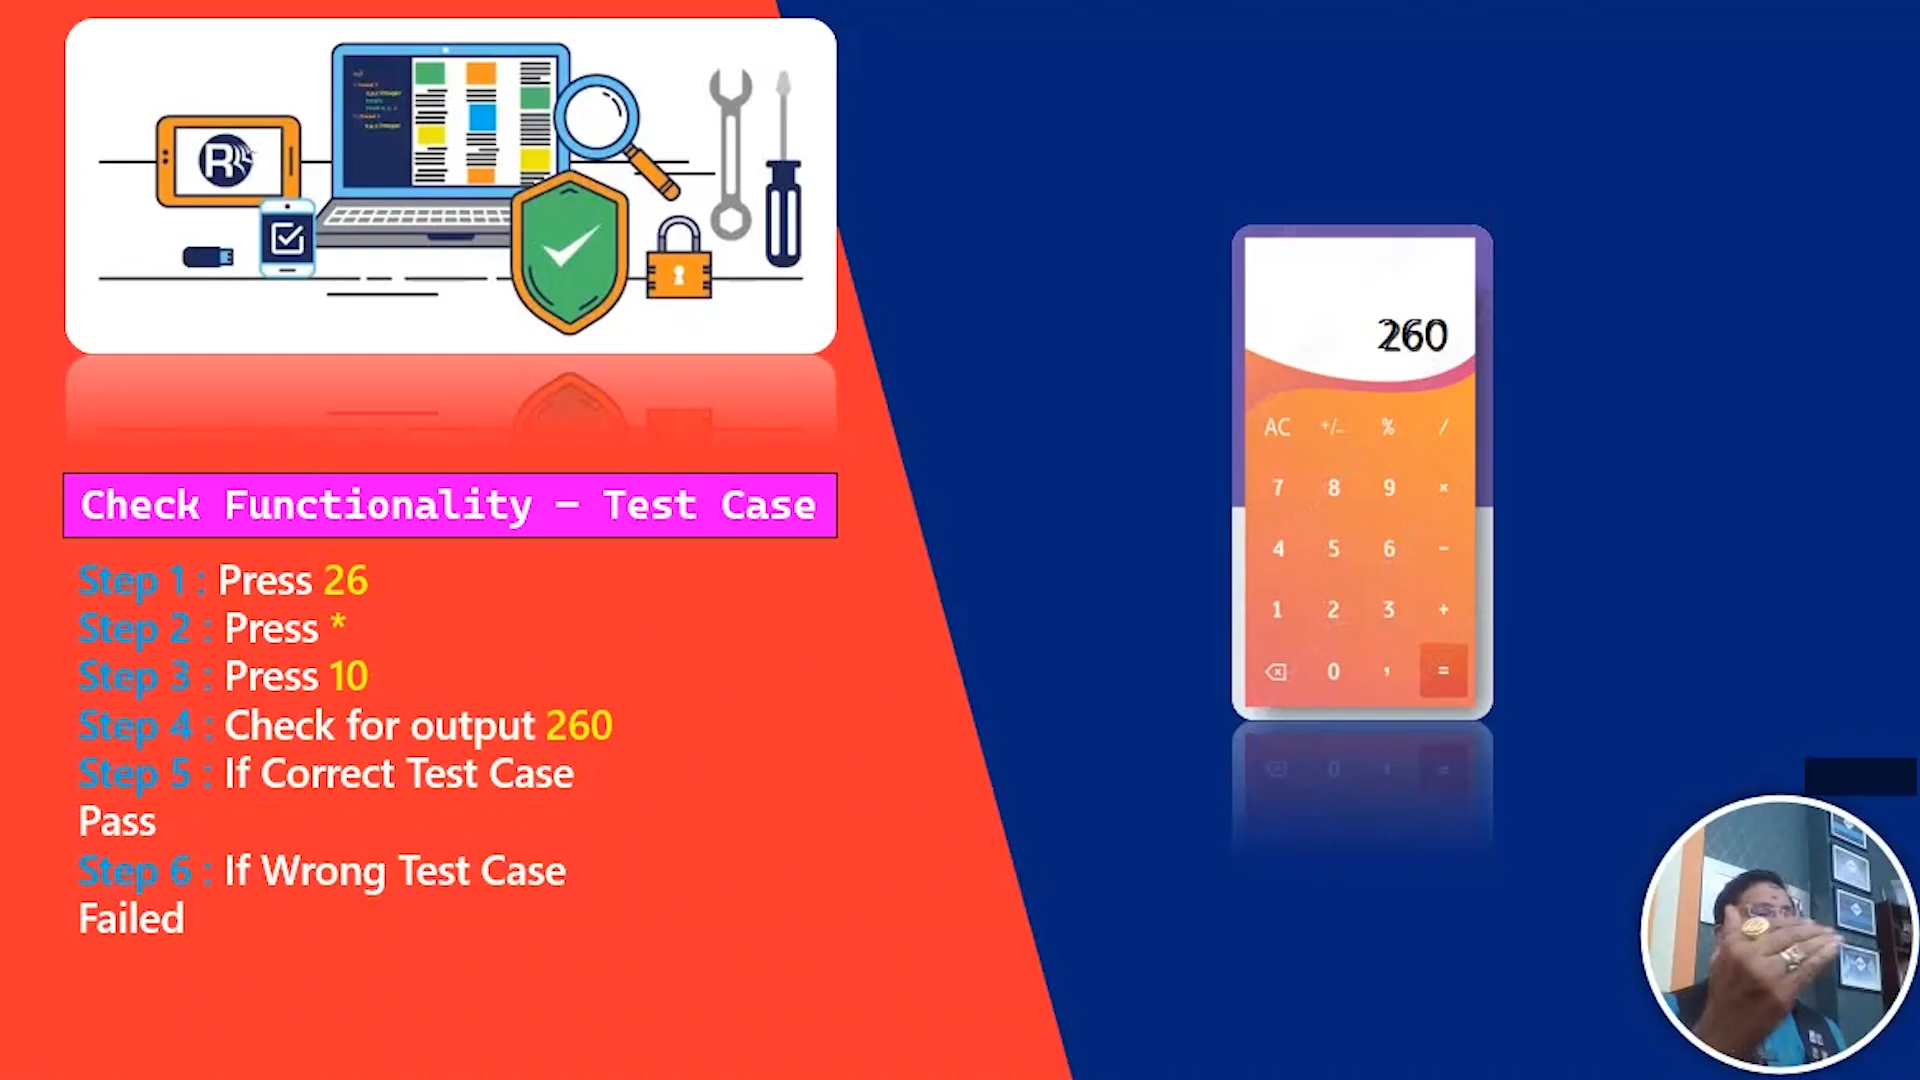 Check Functionality – Test Case
Step 1 : Press 26
Step 2 : Press *
Step 3 : Press 10
Step 4 : Check for output 260
Step 5 : If Correct Test Case
Pass
Step 6 : If Wrong Test Case
Failed
260
AC +/- % /
7 8 9 ×
4 5 6 -
1 2 3 +
0 , =